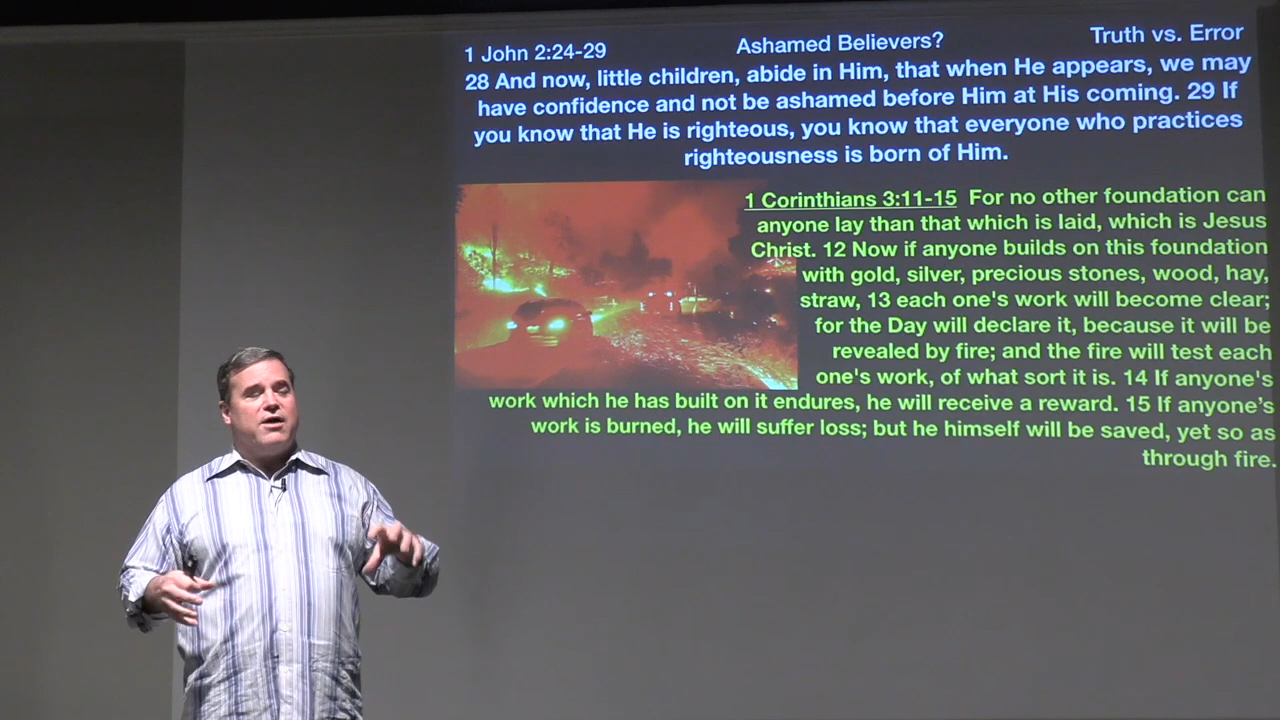 1 John 2:24-29 Ashamed Believers? Truth vs. Error
28 And now, little children, abide in Him, that when He appears, we may
have confidence and not be ashamed before Him at His coming. 29 If
you know that He is righteous, you know that everyone who practices
righteousness is born of Him.
1 Corinthians 3:11-15 For no other foundation can
anyone lay than that which is laid, which is Jesus
Christ. 12 Now if anyone builds on this foundation
with gold, silver, precious stones, wood, hay,
straw, 13 each one's work will become clear;
for the Day will declare it, because it will be
revealed by fire; and the fire will test each
one's work, of what sort it is. 14 If anyone's
work which he has built on it endures, he will receive a reward. 15 If anyone's
work is burned, he will suffer loss; but he himself will be saved, yet so as
through fire.